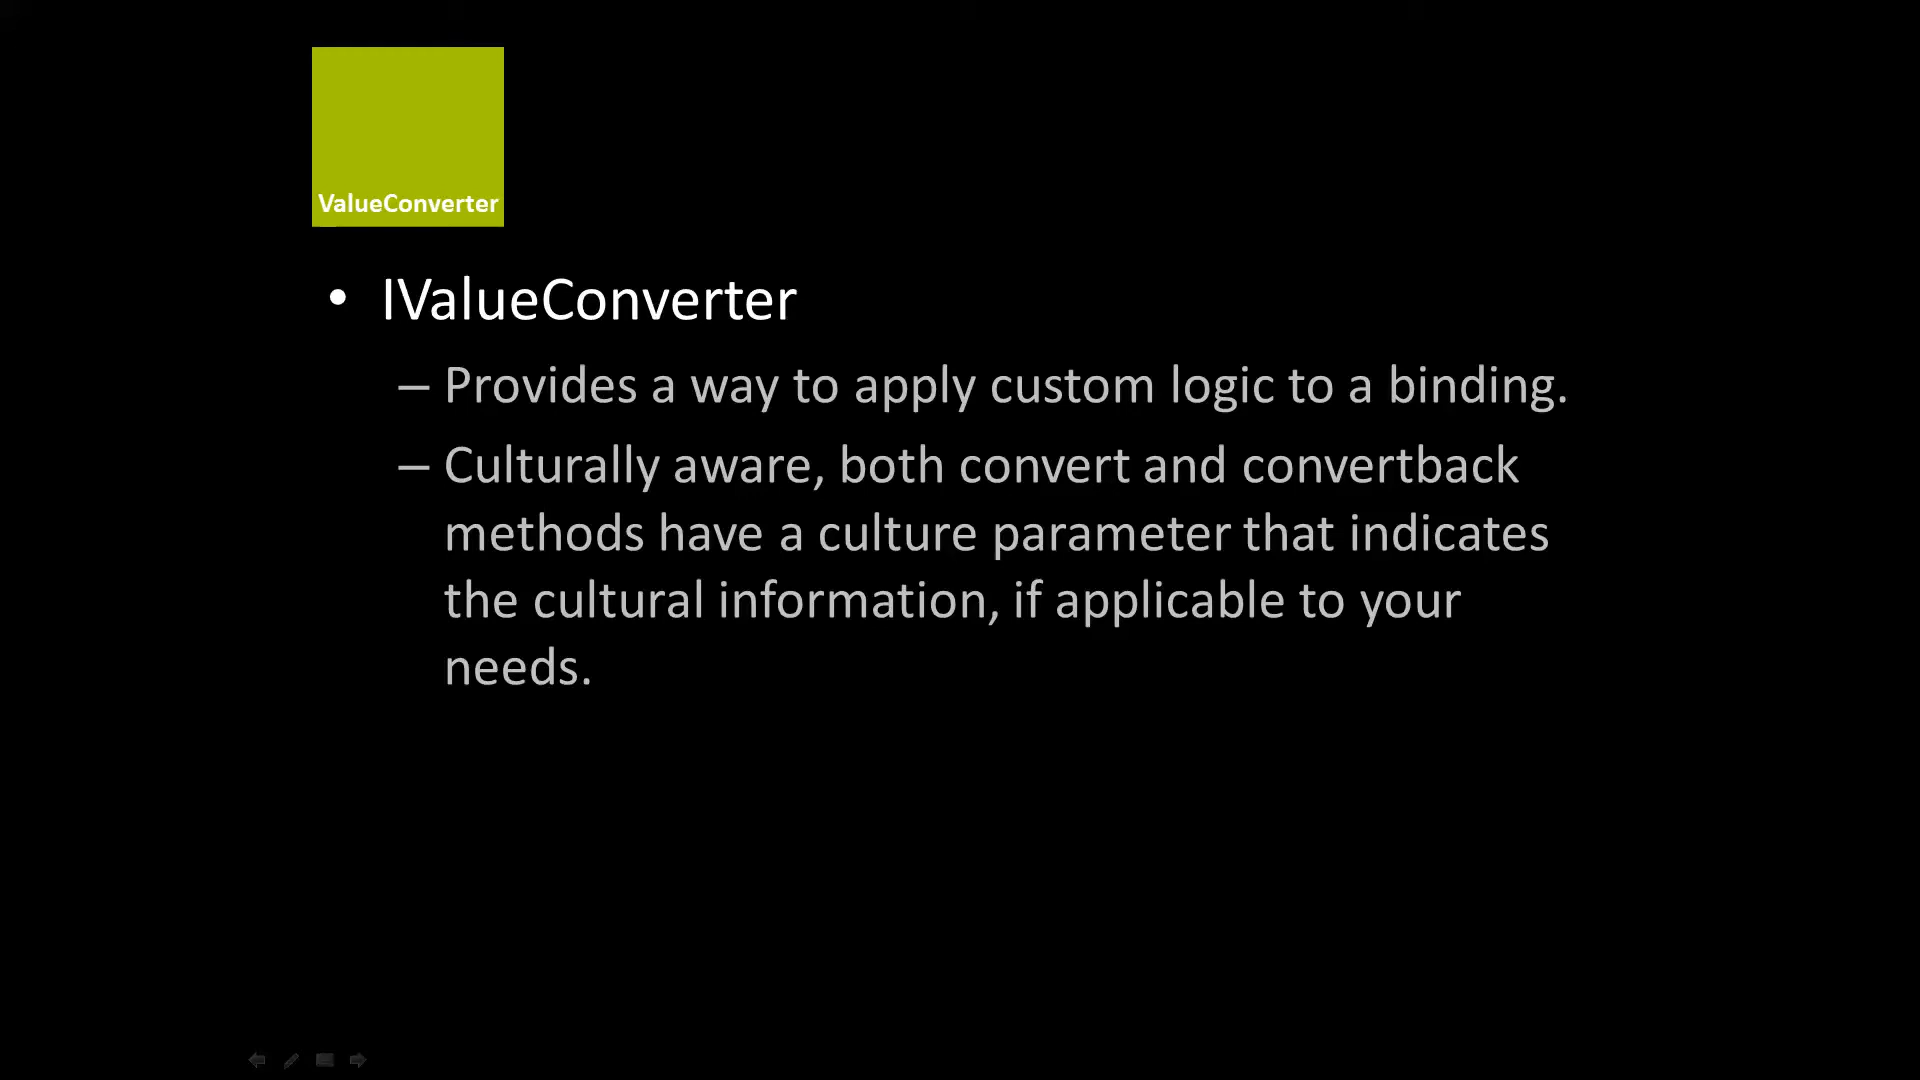 ValueConverter
• IValueConverter
– Provides a way to apply custom logic to a binding.
– Culturally aware, both convert and convertback
methods have a culture parameter that indicates
the cultural information, if applicable to your
needs.